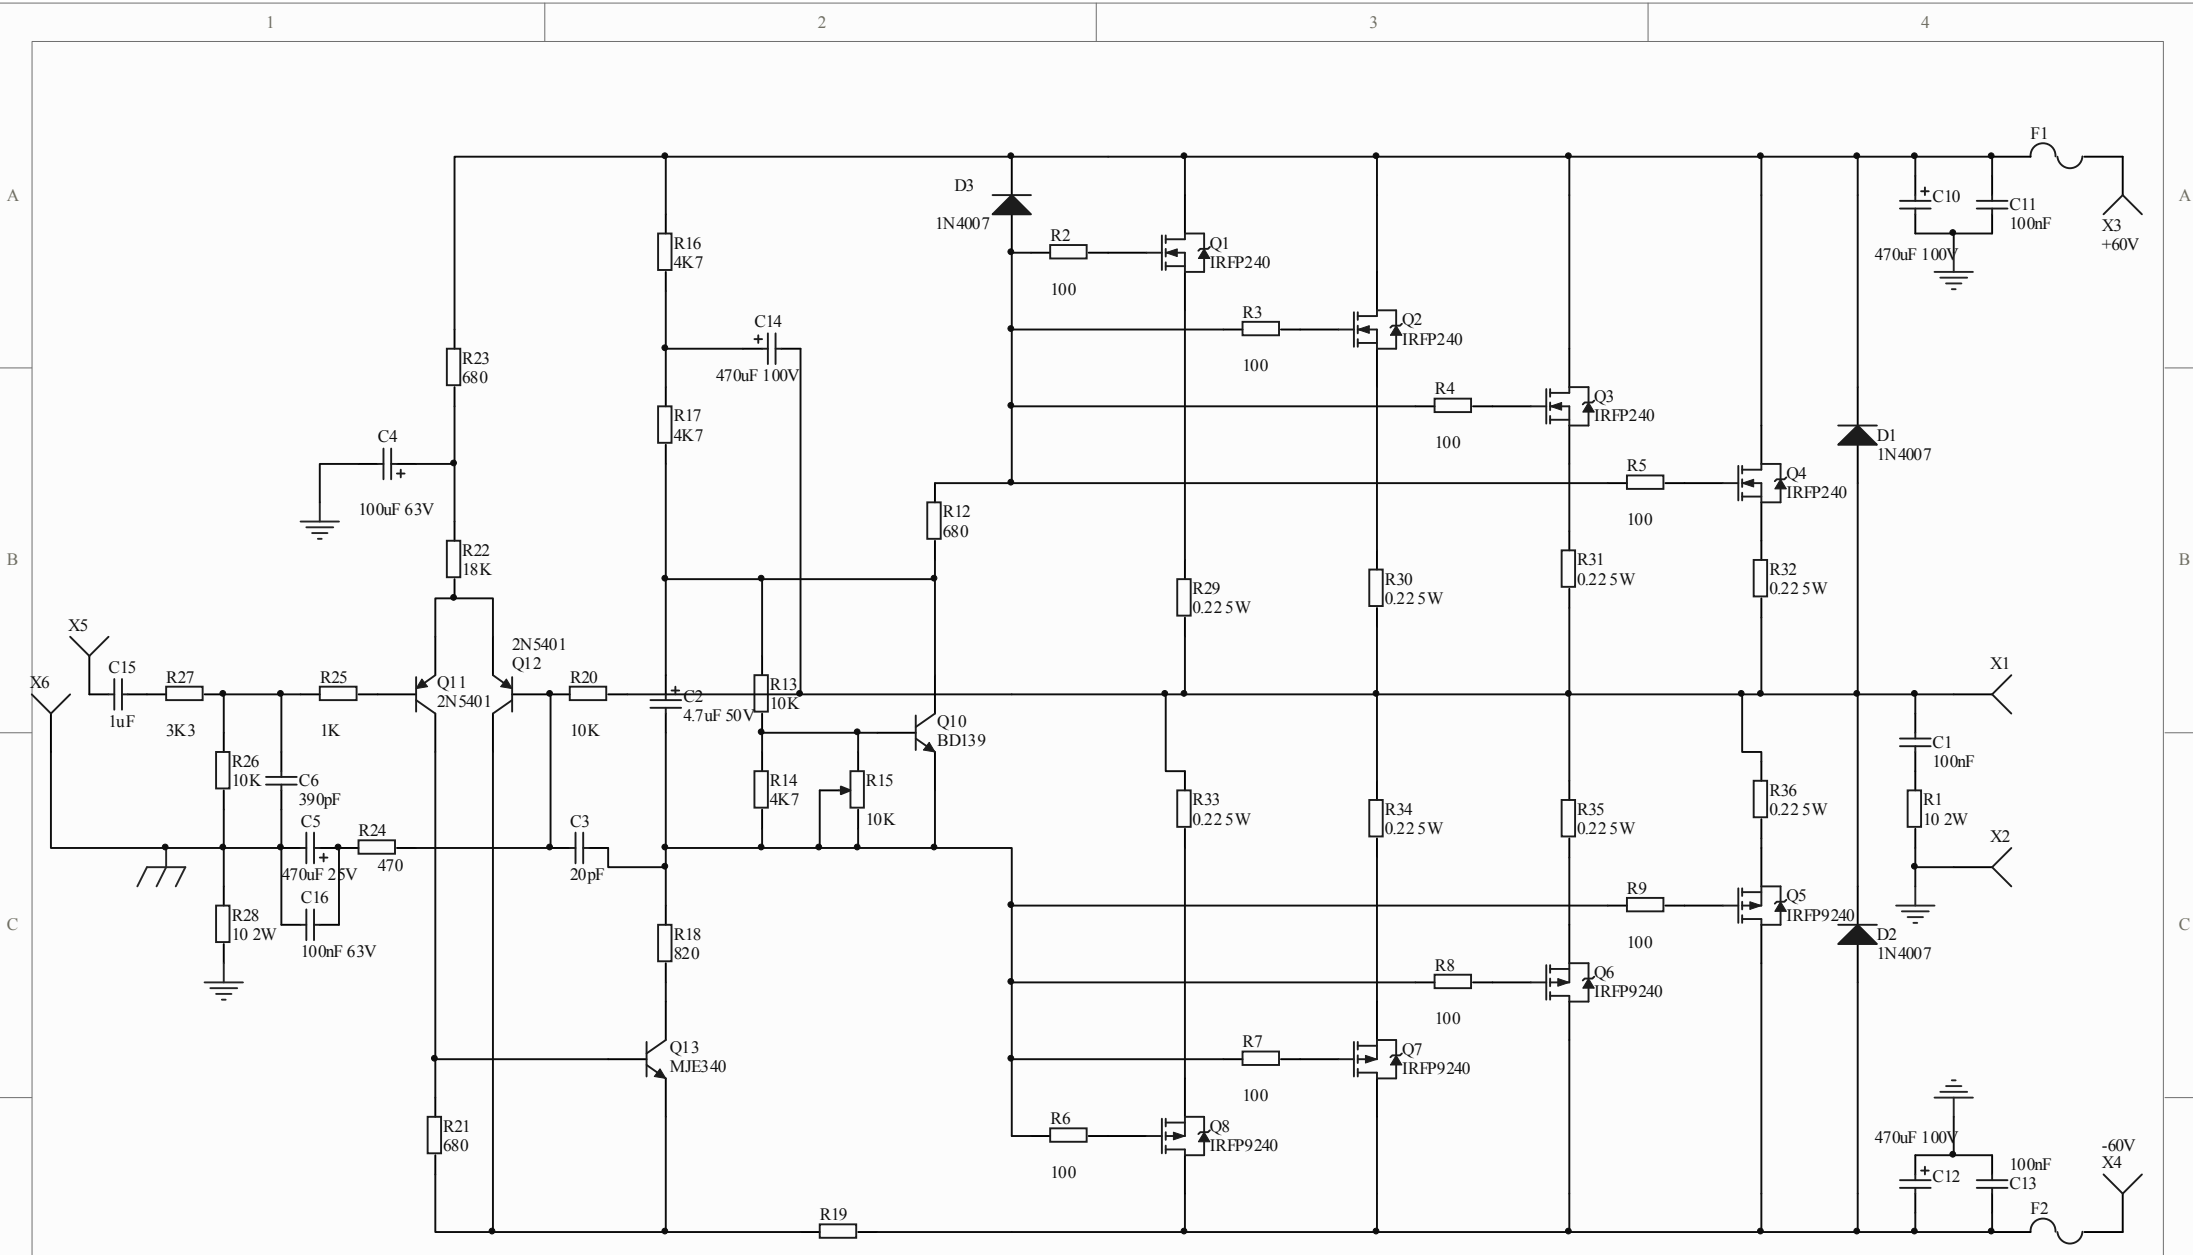 1 2 3 4
A A
B B
C C
F1
X3
+60V
C10
470uF 100V
C11
100nF
D3
1N4007
R2
100
Q1
IRFP240
R16
4K7
R3
100
Q2
IRFP240
C14
470uF 100V
R23
680
R17
4K7
R4
100
Q3
IRFP240
D1
1N4007
C4
100uF 63V
R5
100
Q4
IRFP240
R12
680
R22
18K
R29
0.22 5W
R30
0.22 5W
R31
0.22 5W
R32
0.22 5W
X5
X6
C15
1uF
R27
3K3
R25
1K
Q11
2N5401
2N5401
Q12
R20
10K
C2
4.7uF 50V
R13
10K
Q10
BD139
X1
R26
10K
C6
390pF
R14
4K7
R15
10K
C1
100nF
R1
10 2W
X2
R33
0.22 5W
R34
0.22 5W
R35
0.22 5W
R36
0.22 5W
C5
470uF 25V
R24
470
C3
20pF
C16
100nF 63V
R28
10 2W
R18
820
R9
100
Q5
IRFP9240
D2
1N4007
R8
100
Q6
IRFP9240
Q13
MJE340
R7
100
Q7
IRFP9240
R21
680
R6
100
Q8
IRFP9240
470uF 100V
C12
100nF
C13
-60V
X4
R19
F2